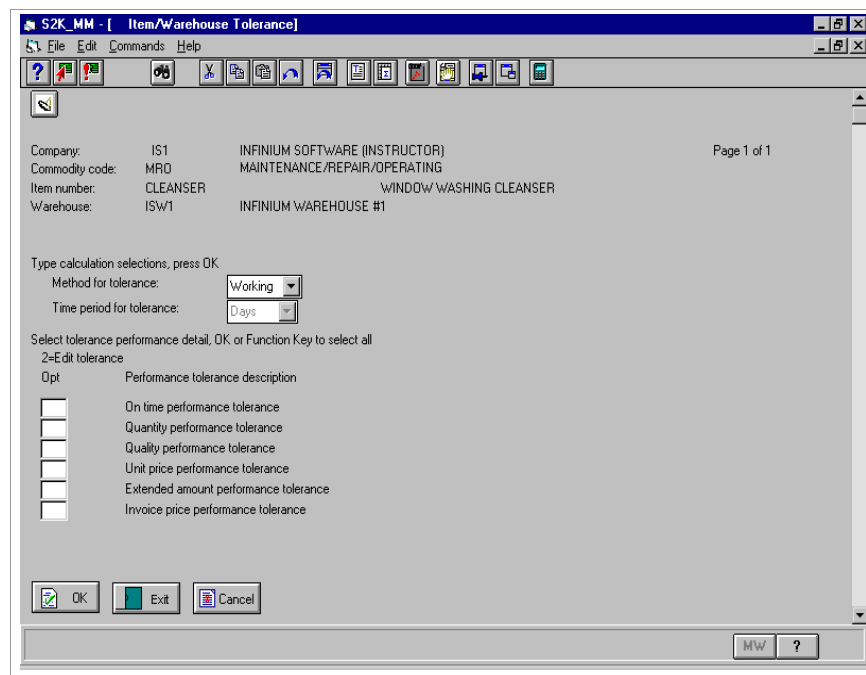 S2K_MM - [ Item/Warehouse Tolerance]
File Edit Commands Help
Company: IS1 INFINIUM SOFTWARE (INSTRUCTOR) Page 1 of 1
Commodity code: MRO MAINTENANCE/REPAIR/OPERATING
Item number: CLEANSER WINDOW WASHING CLEANSER
Warehouse: ISW1 INFINIUM WAREHOUSE #1
Type calculation selections, press OK
Method for tolerance: Working
Time period for tolerance: Days
Select tolerance performance detail, OK or Function Key to select all
2=Edit tolerance
Opt Performance tolerance description
On time performance tolerance
Quantity performance tolerance
Quality performance tolerance
Unit price performance tolerance
Extended amount performance tolerance
Invoice price performance tolerance
OK Exit Cancel
MW ?